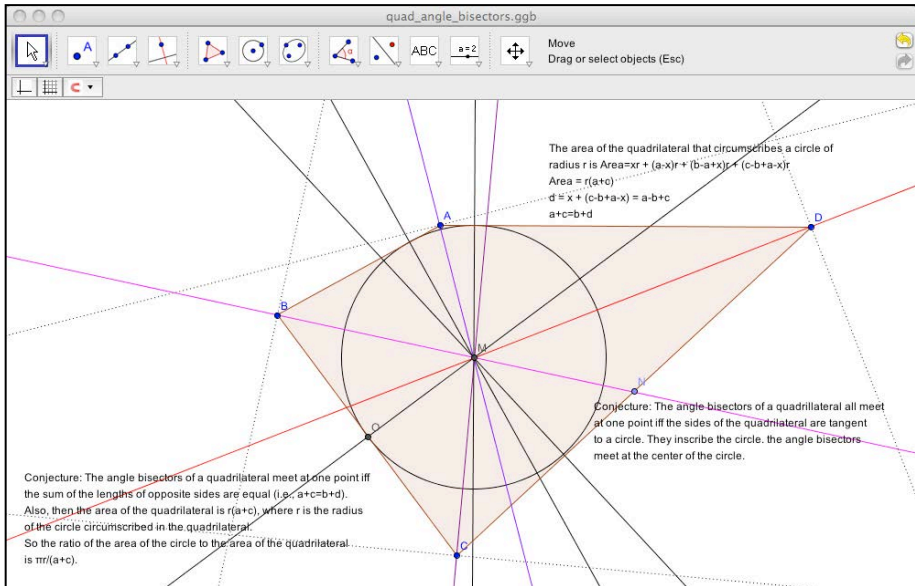 quad_angle_bisectors.ggb
A
α
ABC
a = 2
Move
Drag or select objects (Esc)
The area of the quadrilateral that circumscribes a circle of
radius r is Area=xr + (a-x)r + (b-a+x)r + (c-b+a-x)r
Area = r(a+c)
d = x + (c-b+a-x) = a-b+c
a+c=b+d
A
D
B
M
N
Conjecture: The angle bisectors of a quadrillateral all meet
at one point iff the sides of the quadrilateral are tangent
to a circle. They inscribe the circle. the angle bisectors
meet at the center of the circle.
O
Conjecture: The angle bisectors of a quadrilateral meet at one point iff
the sum of the lengths of opposite sides are equal (i.e., a+c=b+d).
Also, then the area of the quadrilateral is r(a+c), where r is the radius
of the circle circumscribed in the quadrilateral.
So the ratio of the area of the circle to the area of the quadrilateral
is πr/(a+c).
C